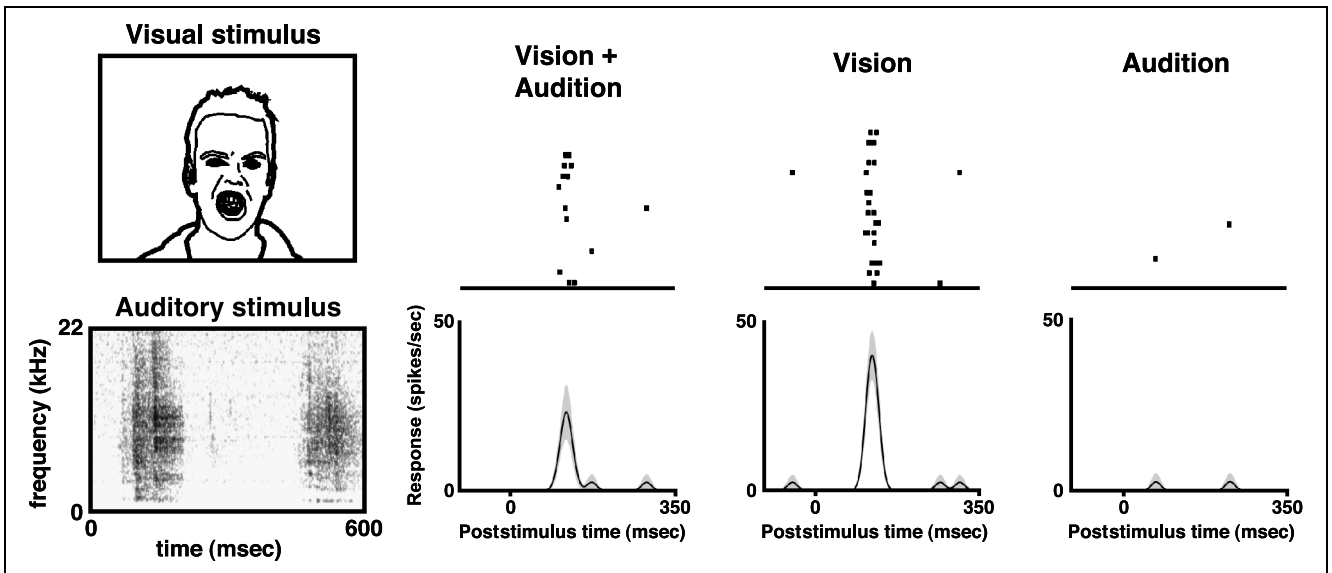 Visual stimulus
Auditory stimulus
22
0
frequency (kHz)
0
600
time (msec)
Vision +
Audition
50
0
Response (spikes/sec)
0
350
Poststimulus time (msec)
Vision
50
0
0
350
Poststimulus time (msec)
Audition
50
0
0
350
Poststimulus time (msec)